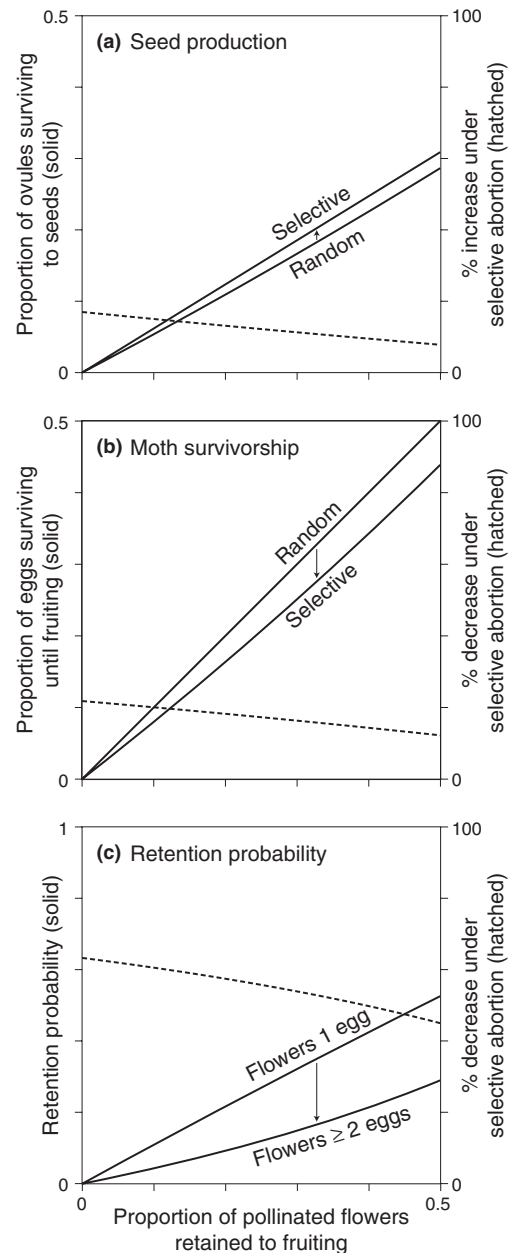 0.5
100
(a) Seed production
Proportion of ovules surviving
to seeds (solid)
% increase under
selective abortion (hatched)
Selective
Random
0
0
0.5
100
(b) Moth survivorship
Proportion of eggs surviving
until fruiting (solid)
% decrease under
selective abortion (hatched)
Random
Selective
0
0
1
100
(c) Retention probability
Retention probability (solid)
% decrease under
selective abortion (hatched)
Flowers 1 egg
Flowers ≥ 2 eggs
0
0
0
0.5
Proportion of pollinated flowers
retained to fruiting